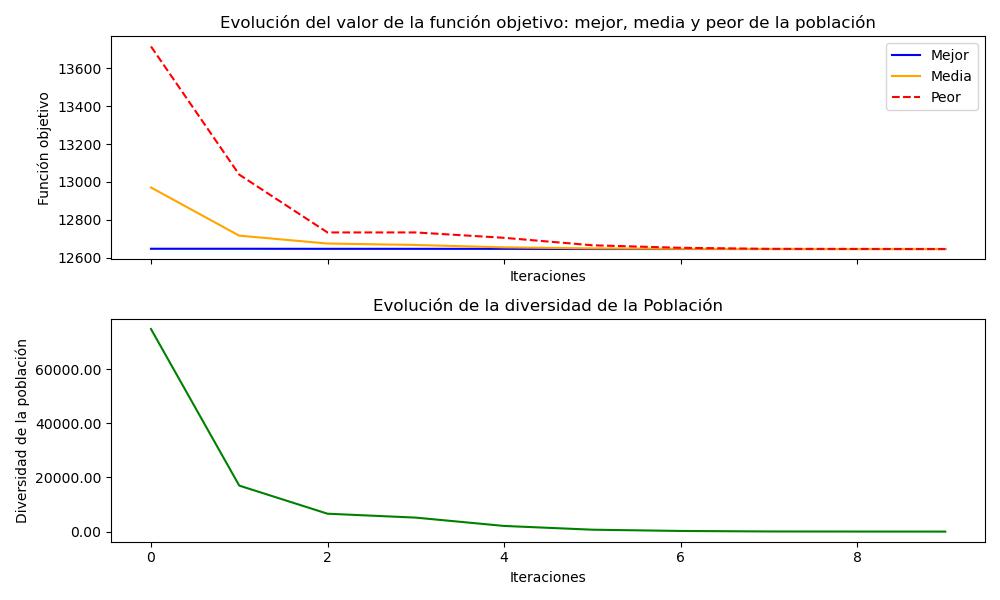 Evolución del valor de la función objetivo: mejor, media y peor de la población
Función objetivo
13600
13400
13200
13000
12800
12600
Mejor
Media
Peor
Iteraciones
Evolución de la diversidad de la Población
Diversidad de la población
60000.00
40000.00
20000.00
0.00
0 2 4 6 8
Iteraciones